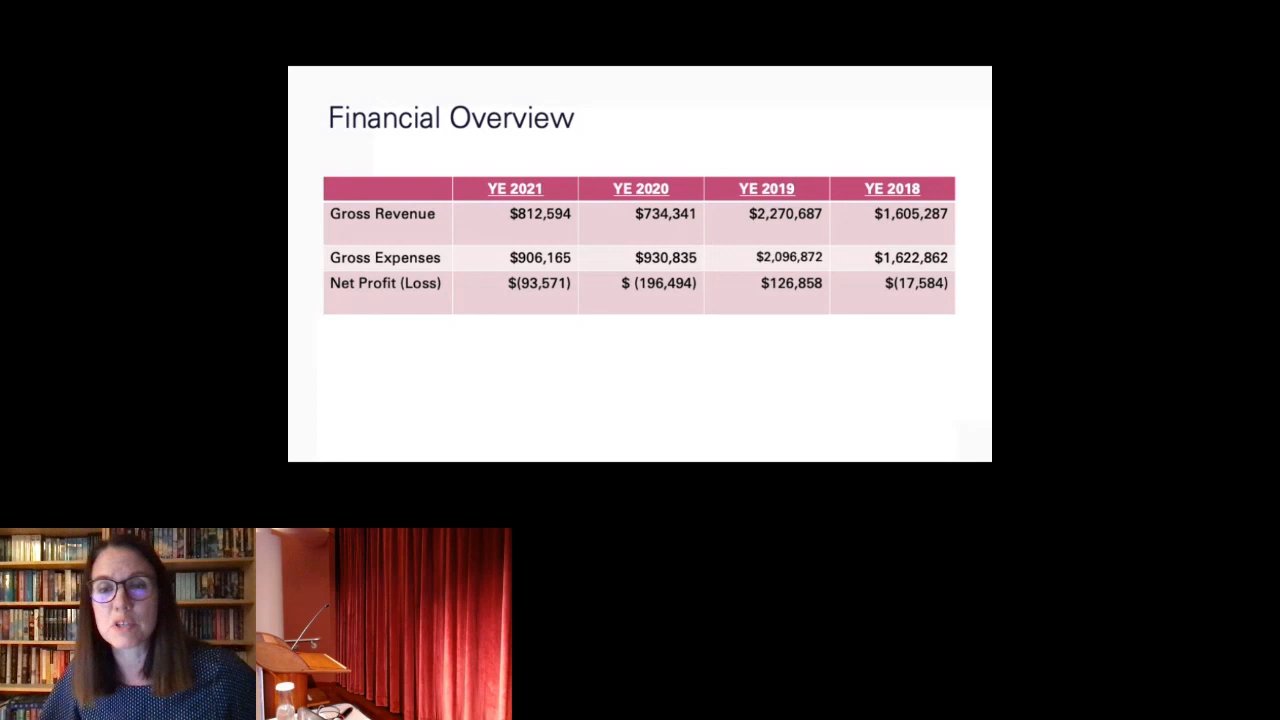 Financial Overview
YE 2021 YE 2020 YE 2019 YE 2018
Gross Revenue $812,594 $734,341 $2,270,687 $1,605,287
Gross Expenses $906,165 $930,835 $2,096,872 $1,622,862
Net Profit (Loss) $(93,571) $ (196,494) $126,858 $(17,584)